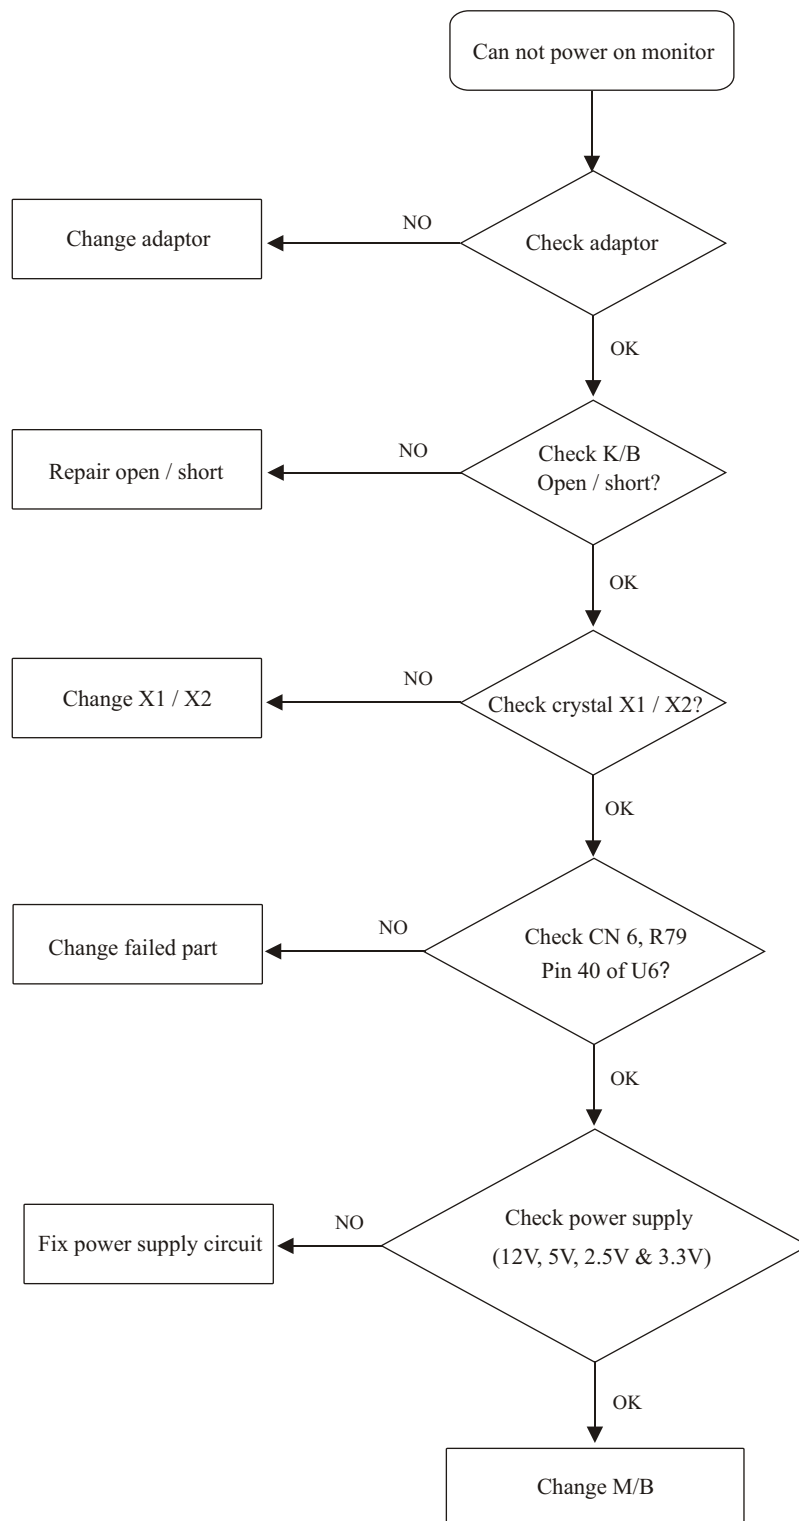 Can not power on monitor
Check adaptor
NO
Change adaptor
OK
Check K/B
Open / short?
NO
Repair open / short
OK
Check crystal X1 / X2?
NO
Change X1 / X2
OK
Check CN 6, R79
Pin 40 of U6?
NO
Change failed part
OK
Check power supply
(12V, 5V, 2.5V & 3.3V)
NO
Fix power supply circuit
OK
Change M/B